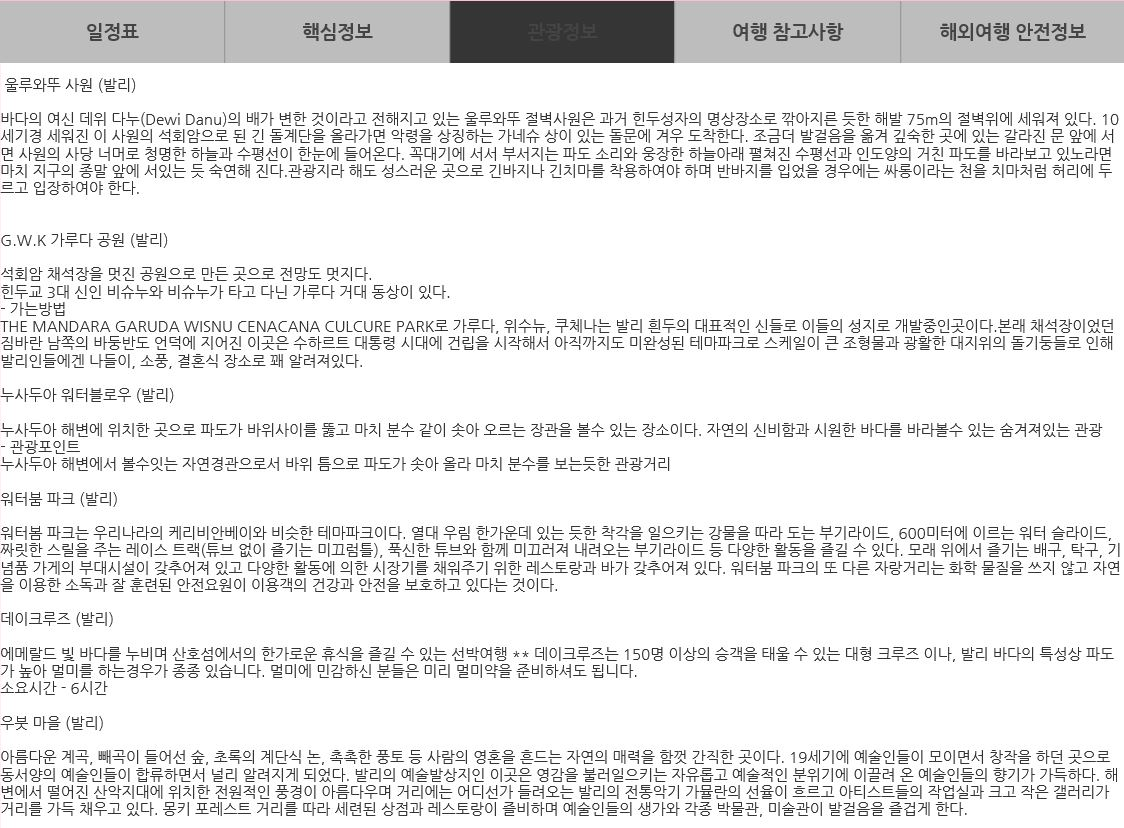 일정표
핵심정보
관광정보
여행 참고사항
해외여행 안전정보
울루와뚜 사원 (발리)
바다의 여신 데위 다누(Dewi Danu)의 배가 변한 것이라고 전해지고 있는 울루와뚜 절벽사원은 과거 힌두성자의 명상장소로 깎아지른 듯한 해발 75m의 절벽위에 세워져 있다. 10
세기경 세워진 이 사원의 석회암으로 된 긴 돌계단을 올라가면 악령을 상징하는 가네슈 상이 있는 돌문에 겨우 도착한다. 조금더 발걸음을 옮겨 깊숙한 곳에 있는 갈라진 문 앞에 서
면 사원의 사당 너머로 청명한 하늘과 수평선이 한눈에 들어온다. 꼭대기에 서서 부서지는 파도 소리와 웅장한 하늘아래 펼쳐진 수평선과 인도양의 거친 파도를 바라보고 있노라면
마치 지구의 종말 앞에 서있는 듯 숙연해 진다.관광지라 해도 성스러운 곳으로 긴바지나 긴치마를 착용하여야 하며 반바지를 입었을 경우에는 싸롱이라는 천을 치마처럼 허리에 두
르고 입장하여야 한다.
G.W.K 가루다 공원 (발리)
석회암 채석장을 멋진 공원으로 만든 곳으로 전망도 멋지다.
힌두교 3대 신인 비슈누와 비슈누가 타고 다닌 가루다 거대 동상이 있다.
- 가는방법
THE MANDARA GARUDA WISNU CENACANA CULCURE PARK로 가루다, 위수뉴, 쿠체나는 발리 힌두의 대표적인 신들로 이들의 성지로 개발중인곳이다.본래 채석장이었던
짐바란 남쪽의 바둥반도 언덕에 지어진 이곳은 수하르트 대통령 시대에 건립을 시작해서 아직까지도 미완성된 테마파크로 스케일이 큰 조형물과 광활한 대지위의 돌기둥들로 인해
발리인들에겐 나들이, 소풍, 결혼식 장소로 꽤 알려져있다.
누사두아 워터블로우 (발리)
누사두아 해변에 위치한 곳으로 파도가 바위사이를 뚫고 마치 분수 같이 솟아 오르는 장관을 볼수 있는 장소이다. 자연의 신비함과 시원한 바다를 바라볼수 있는 숨겨져있는 관광
- 관광포인트
누사두아 해변에서 볼수잇는 자연경관으로서 바위 틈으로 파도가 솟아 올라 마치 분수를 보는듯한 관광거리
워터붐 파크 (발리)
워터봄 파크는 우리나라의 케리비안베이와 비슷한 테마파크이다. 열대 우림 한가운데 있는 듯한 착각을 일으키는 강물을 따라 도는 부기라이드, 600미터에 이르는 워터 슬라이드,
짜릿한 스릴을 주는 레이스 트랙(튜브 없이 즐기는 미끄럼틀), 푹신한 튜브와 함께 미끄러져 내려오는 부기라이드 등 다양한 활동을 즐길 수 있다. 모래 위에서 즐기는 배구, 탁구, 기
념품 가게의 부대시설이 갖추어져 있고 다양한 활동에 의한 시장기를 채워주기 위한 레스토랑과 바가 갖추어져 있다. 워터붐 파크의 또 다른 자랑거리는 화학 물질을 쓰지 않고 자연
을 이용한 소독과 잘 훈련된 안전요원이 이용객의 건강과 안전을 보호하고 있다는 것이다.
데이크루즈 (발리)
에메랄드 빛 바다를 누비며 산호섬에서의 한가로운 휴식을 즐길 수 있는 선박여행 ** 데이크루즈는 150명 이상의 승객을 태울 수 있는 대형 크루즈 이나, 발리 바다의 특성상 파도
가 높아 멀미를 하는경우가 종종 있습니다. 멀미에 민감하신 분들은 미리 멀미약을 준비하셔도 됩니다.
소요시간 - 6시간
우붓 마을 (발리)
아름다운 계곡, 빼곡이 들어선 숲, 초록의 계단식 논, 촉촉한 풍토 등 사람의 영혼을 흔드는 자연의 매력을 함껏 간직한 곳이다. 19세기에 예술인들이 모이면서 창작을 하던 곳으로
동서양의 예술인들이 합류하면서 널리 알려지게 되었다. 발리의 예술발상지인 이곳은 영감을 불러일으키는 자유롭고 예술적인 분위기에 이끌려 온 예술인들의 향기가 가득하다. 해
변에서 떨어진 산악지대에 위치한 전원적인 풍경이 아름다우며 거리에는 어디선가 들려오는 발리의 전통악기 가뮬란의 선율이 흐르고 아티스트들의 작업실과 크고 작은 갤러리가
거리를 가득 채우고 있다. 몽키 포레스트 거리를 따라 세련된 상점과 레스토랑이 즐비하며 예술인들의 생가와 각종 박물관, 미술관이 발걸음을 즐겁게 한다.